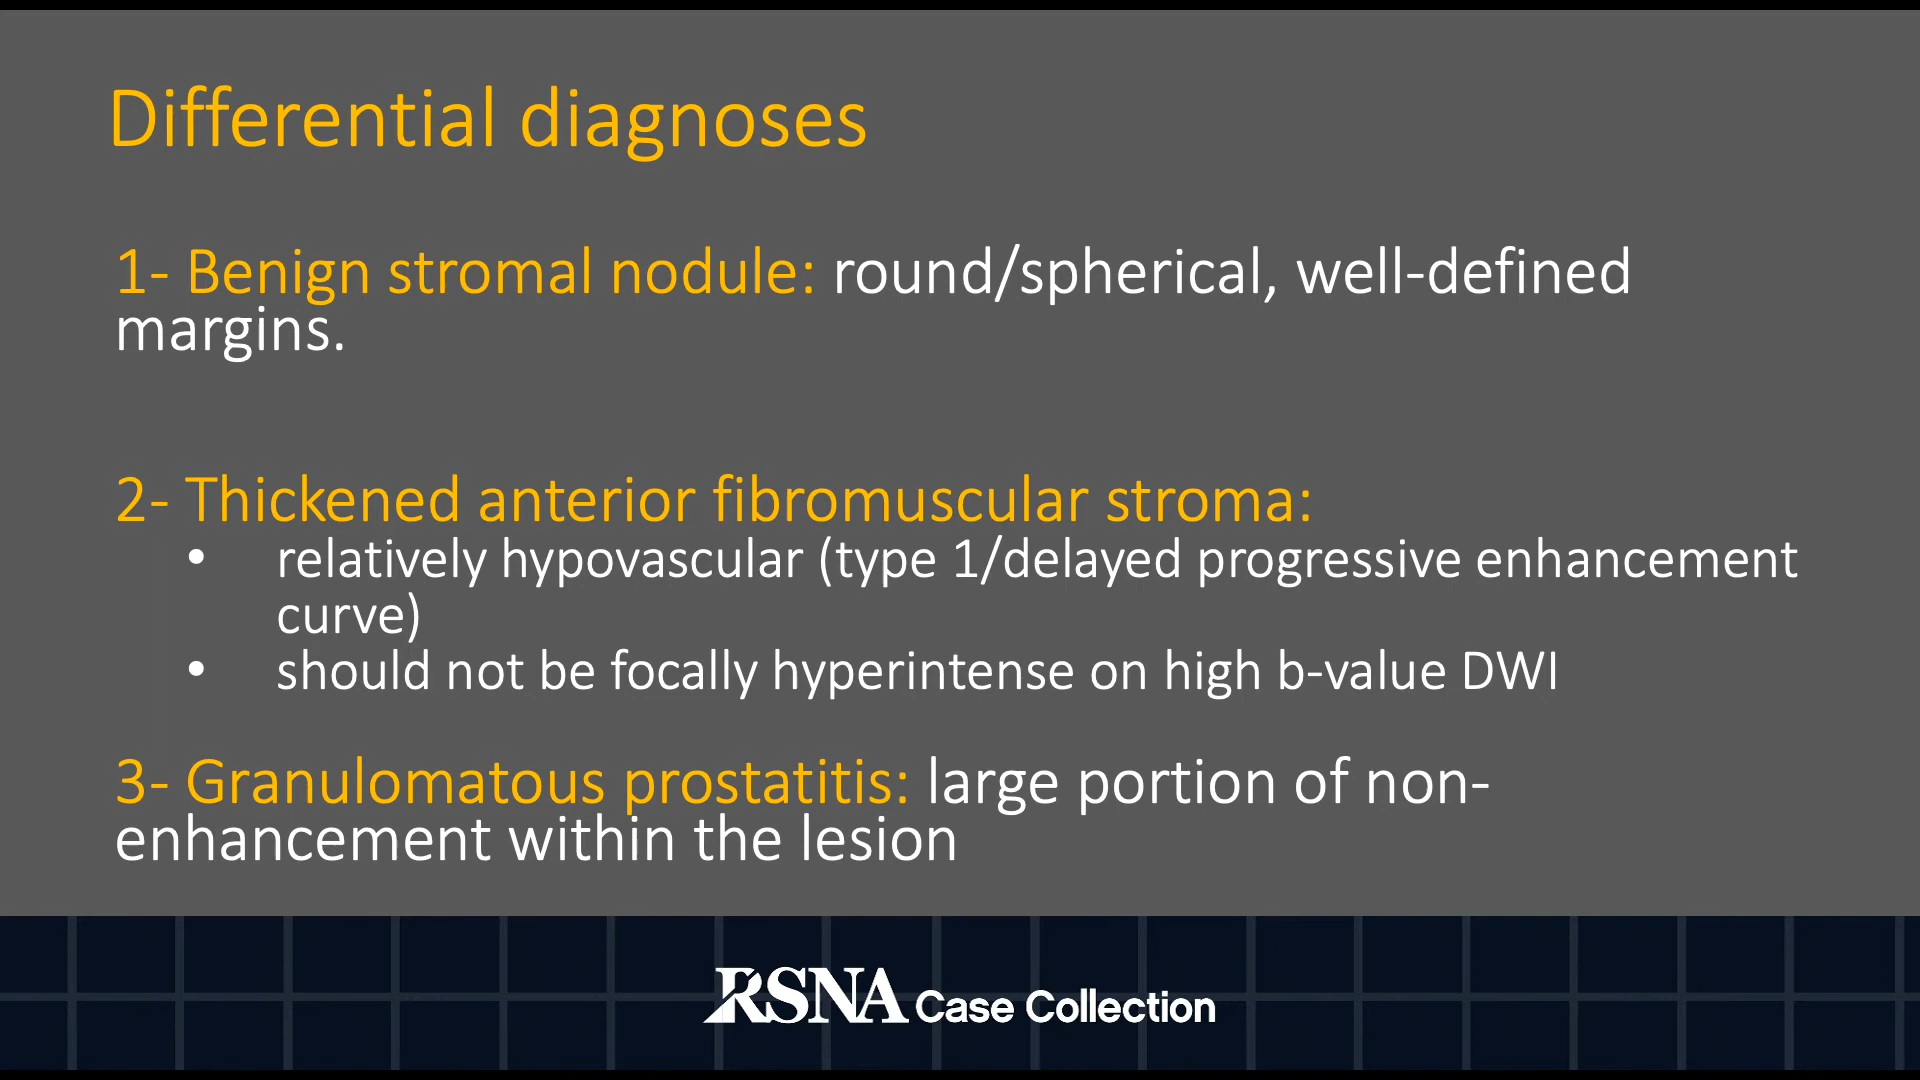 Differential diagnoses
1- Benign stromal nodule: round/spherical, well-defined
margins.
2- Thickened anterior fibromuscular stroma:
• relatively hypovascular (type 1/delayed progressive enhancement
curve)
• should not be focally hyperintense on high b-value DWI
3- Granulomatous prostatitis: large portion of non-
enhancement within the lesion
RSNA Case Collection